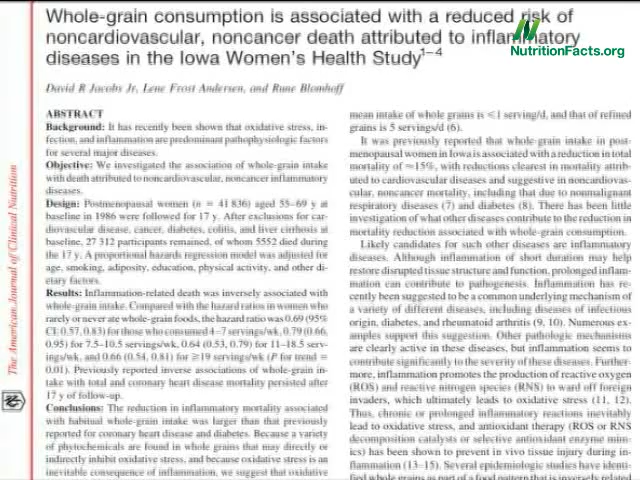 Whole-grain consumption is associated with a reduced risk of
noncardiovascular, noncancer death attributed to inflammatory
diseases in the Iowa Women's Health Study1–4
NutritionFacts.org
David R Jacobs Jr, Lene Frost Andersen, and Rune Blomhoff
The American Journal of Clinical Nutrition
ABSTRACT
Background: It has recently been shown that oxidative stress, in-
fection, and inflammation are predominant pathophysiologic factors
for several major diseases.
Objective: We investigated the association of whole-grain intake
with death attributed to noncardiovascular, noncancer inflammatory
diseases.
Design: Postmenopausal women (n = 41 836) aged 55–69 y at
baseline in 1986 were followed for 17 y. After exclusions for car-
diovascular disease, cancer, diabetes, colitis, and liver cirrhosis at
baseline, 27 312 participants remained, of whom 5552 died during
the 17 y. A proportional hazards regression model was adjusted for
age, smoking, adiposity, education, physical activity, and other di-
etary factors.
Results: Inflammation-related death was inversely associated with
whole-grain intake. Compared with the hazard ratios in women who
rarely or never ate whole-grain foods, the hazard ratio was 0.69 (95%
CI: 0.57, 0.83) for those who consumed 4–7 servings/wk, 0.79 (0.66,
0.95) for 7.5–10.5 servings/wk, 0.64 (0.53, 0.79) for 11–18.5 serv-
ings/wk, and 0.66 (0.54, 0.81) for ≥19 servings/wk (P for trend =
0.01). Previously reported inverse associations of whole-grain in-
take with total and coronary heart disease mortality persisted after
17 y of follow-up.
Conclusions: The reduction in inflammatory mortality associated
with habitual whole-grain intake was larger than that previously
reported for coronary heart disease and diabetes. Because a variety
of phytochemicals are found in whole grains that may directly or
indirectly inhibit oxidative stress, and because oxidative stress is an
inevitable consequence of inflammation, we suggest that oxidative
mean intake of whole grains is <1 serving/d, and that of refined
grains is 5 servings/d (6).
It was previously reported that whole-grain intake in post-
menopausal women in Iowa is associated with a reduction in total
mortality of ≈15%, with reductions clearest in mortality attrib-
uted to cardiovascular diseases and suggestive in noncardiovas-
cular, noncancer mortality, including that due to nonmalignant
respiratory diseases (7) and diabetes (8). There has been little
investigation of what other diseases contribute to the reduction in
mortality reduction associated with whole-grain consumption.
Likely candidates for such other diseases are inflammatory
diseases. Although inflammation of short duration may help
restore disrupted tissue structure and function, prolonged inflam-
mation can contribute to pathogenesis. Inflammation has re-
cently been suggested to be a common underlying mechanism of
a variety of different diseases, including diseases of infectious
origin, diabetes, and rheumatoid arthritis (9, 10). Numerous ex-
amples support this suggestion. Other pathologic mechanisms
are clearly active in these diseases, but inflammation seems to
contribute significantly to the severity of these diseases. Further-
more, inflammation promotes the production of reactive oxygen
(ROS) and reactive nitrogen species (RNS) to ward off foreign
invaders, which ultimately leads to oxidative stress (11, 12).
Thus, chronic or prolonged inflammatory reactions inevitably
lead to oxidative stress, and antioxidant therapy (ROS or RNS
decomposition catalysts or selective antioxidant enzyme mim-
ics) has been shown to prevent in vivo tissue injury during in-
flammation (13–15). Several epidemiologic studies have identi-
fied whole grains as part of a food pattern that is inversely related